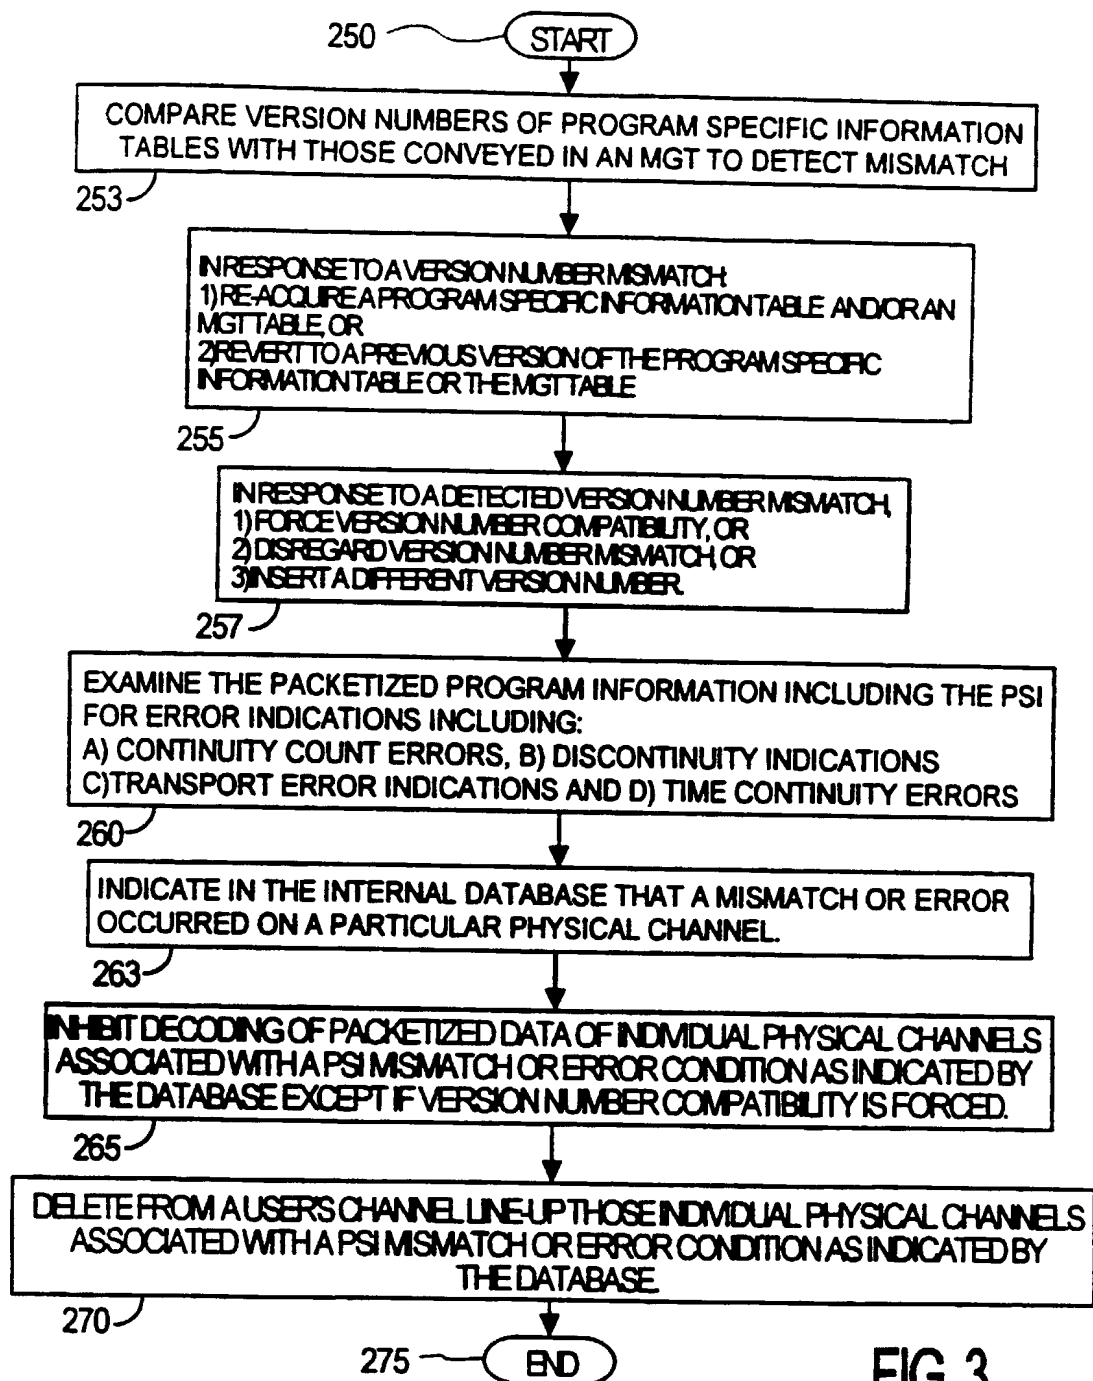 250
START
COMPARE VERSION NUMBERS OF PROGRAM SPECIFIC INFORMATION
TABLES WITH THOSE CONVEYED IN AN MGT TO DETECT MISMATCH
253
IN RESPONSE TO A VERSION NUMBER MISMATCH:
1) RE-ACQUIRE A PROGRAM SPECIFIC INFORMATION TABLE AND/OR AN
MGT TABLE, OR
2) REVERT TO A PREVIOUS VERSION OF THE PROGRAM SPECIFIC
INFORMATION TABLE OR THE MGT TABLE
255
IN RESPONSE TO A DETECTED VERSION NUMBER MISMATCH,
1) FORCE VERSION NUMBER COMPATIBILITY, OR
2) DISREGARD VERSION NUMBER MISMATCH, OR
3) INSERT A DIFFERENT VERSION NUMBER.
257
EXAMINE THE PACKETIZED PROGRAM INFORMATION INCLUDING THE PSI
FOR ERROR INDICATIONS INCLUDING:
A) CONTINUITY COUNT ERRORS, B) DISCONTINUITY INDICATIONS
C)TRANSPORT ERROR INDICATIONS AND D) TIME CONTINUITY ERRORS
260
INDICATE IN THE INTERNAL DATABASE THAT A MISMATCH OR ERROR
OCCURRED ON A PARTICULAR PHYSICAL CHANNEL.
263
INHIBIT DECODING OF PACKETIZED DATA OF INDIVIDUAL PHYSICAL CHANNELS
ASSOCIATED WITH A PSI MISMATCH OR ERROR CONDITION AS INDICATED BY
THE DATABASE EXCEPT IF VERSION NUMBER COMPATIBILITY IS FORCED.
265
DELETE FROM A USER'S CHANNEL LINE-UP THOSE INDIVIDUAL PHYSICAL CHANNELS
ASSOCIATED WITH A PSI MISMATCH OR ERROR CONDITION AS INDICATED BY
THE DATABASE.
270
275
END
FIG. 3